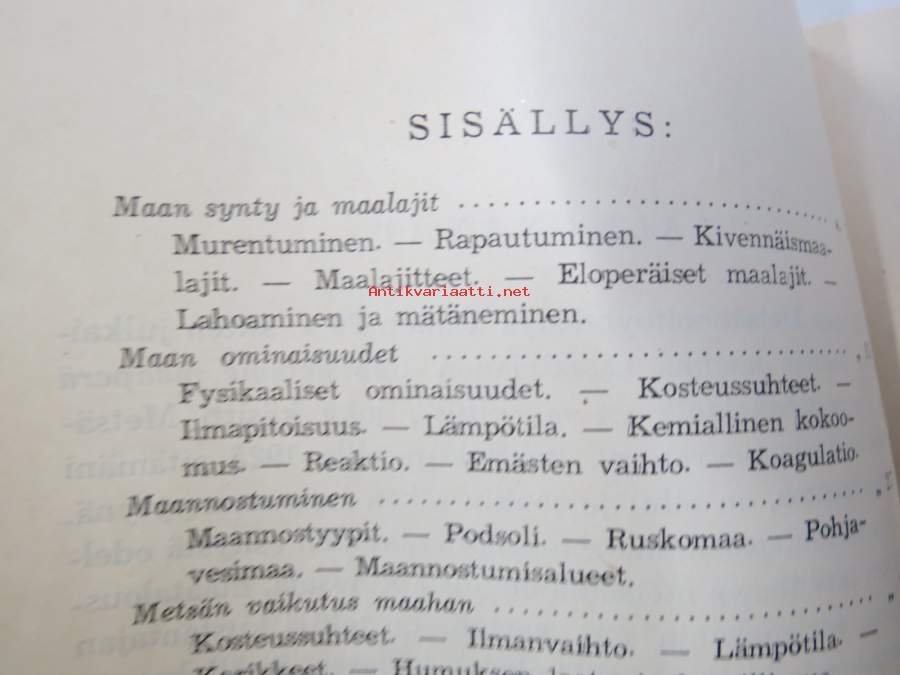 SISÄLLYS:
Maan synty ja maalajit
Murentuminen. — Rapautuminen. — Kivennäismaa-
lajit. — Maalajitteet. — Eloperäiset maalajit. —
Antikvariaatti.net
Lahoaminen ja mätäneminen.
Maan ominaisuudet
Fysikaaliset ominaisuudet. — Kosteussuhteet. —
Ilmapitoisuus. — Lämpötila. — Kemiallinen kokoo-
mus. — Reaktio. — Emästen vaihto. — Koagulatio.
Maannostuminen
Maannostyypit. — Podsoli. — Ruskomaa. — Pohja-
vesimaa. — Maannostumisalueet.
Metsän vaikutus maahan
Kosteussuhteet. — Ilmanvaihto. — Lämpötila. —
Karikkeet. — Humuksen